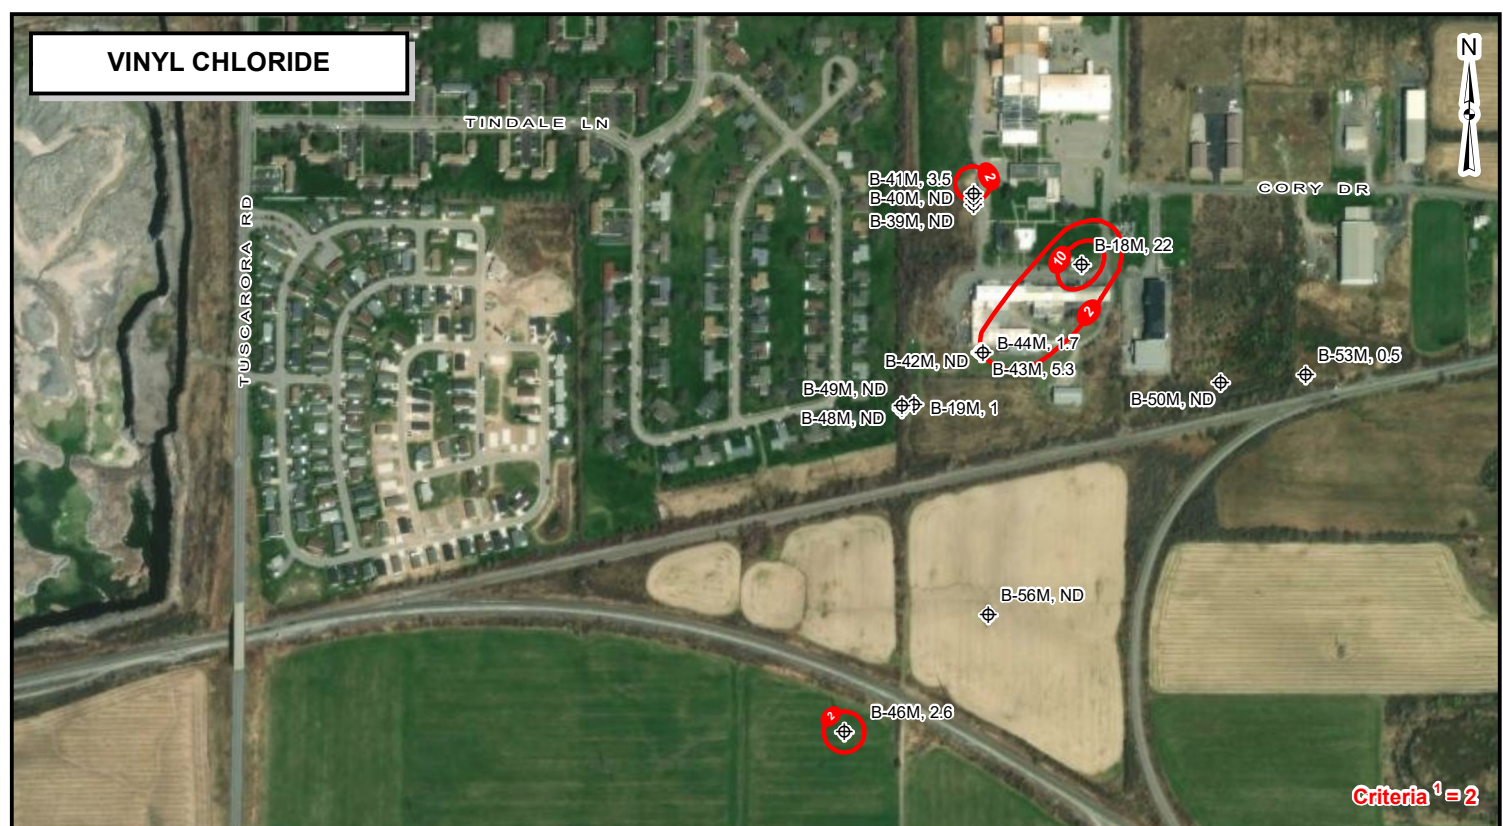 VINYL CHLORIDE
N
TINDALE LN
TUSCARORA RD
CORY DR
2
B-41M, 3.5
B-40M, ND
B-39M, ND
B-18M, 22
10
2
B-44M, 1.7
B-42M, ND
B-43M, 5.3
B-53M, 0.5
B-49M, ND
B-50M, ND
B-19M, 1
B-48M, ND
B-56M, ND
2
B-46M, 2.6
Criteria ¹ = 2